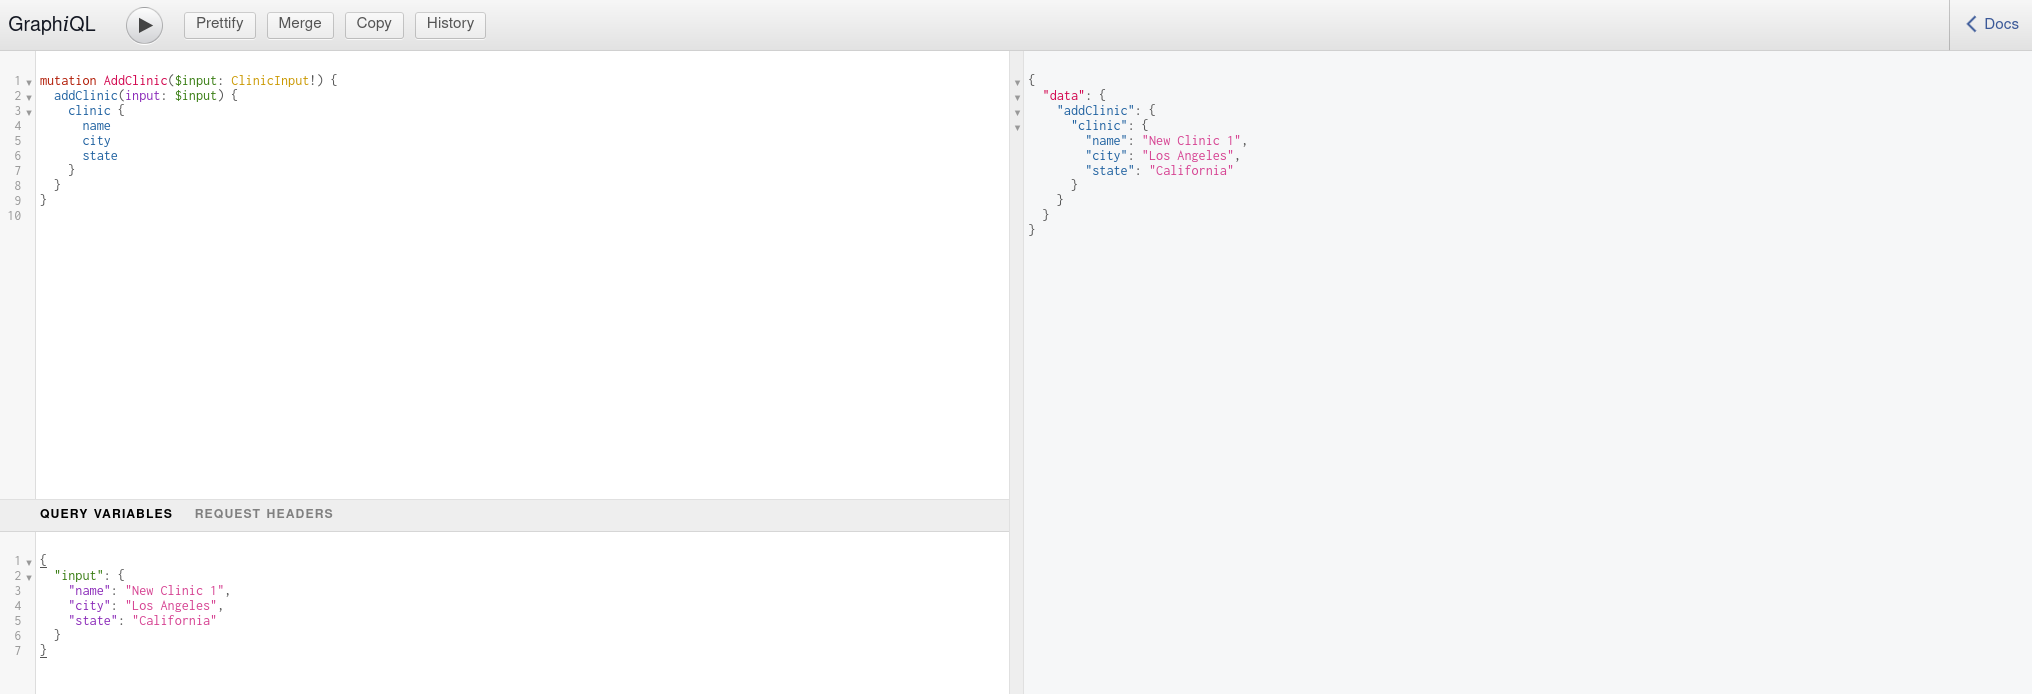 GraphiQL
Prettify Merge Copy History
Docs
1 mutation AddClinic($input: ClinicInput!) {
2   addClinic(input: $input) {
3     clinic {
4       name
5       city
6       state
7     }
8   }
9 }
10
{
  "data": {
    "addClinic": {
      "clinic": {
        "name": "New Clinic 1",
        "city": "Los Angeles",
        "state": "California"
      }
    }
  }
}
QUERY VARIABLES REQUEST HEADERS
1 {
2   "input": {
3     "name": "New Clinic 1",
4     "city": "Los Angeles",
5     "state": "California"
6   }
7 }